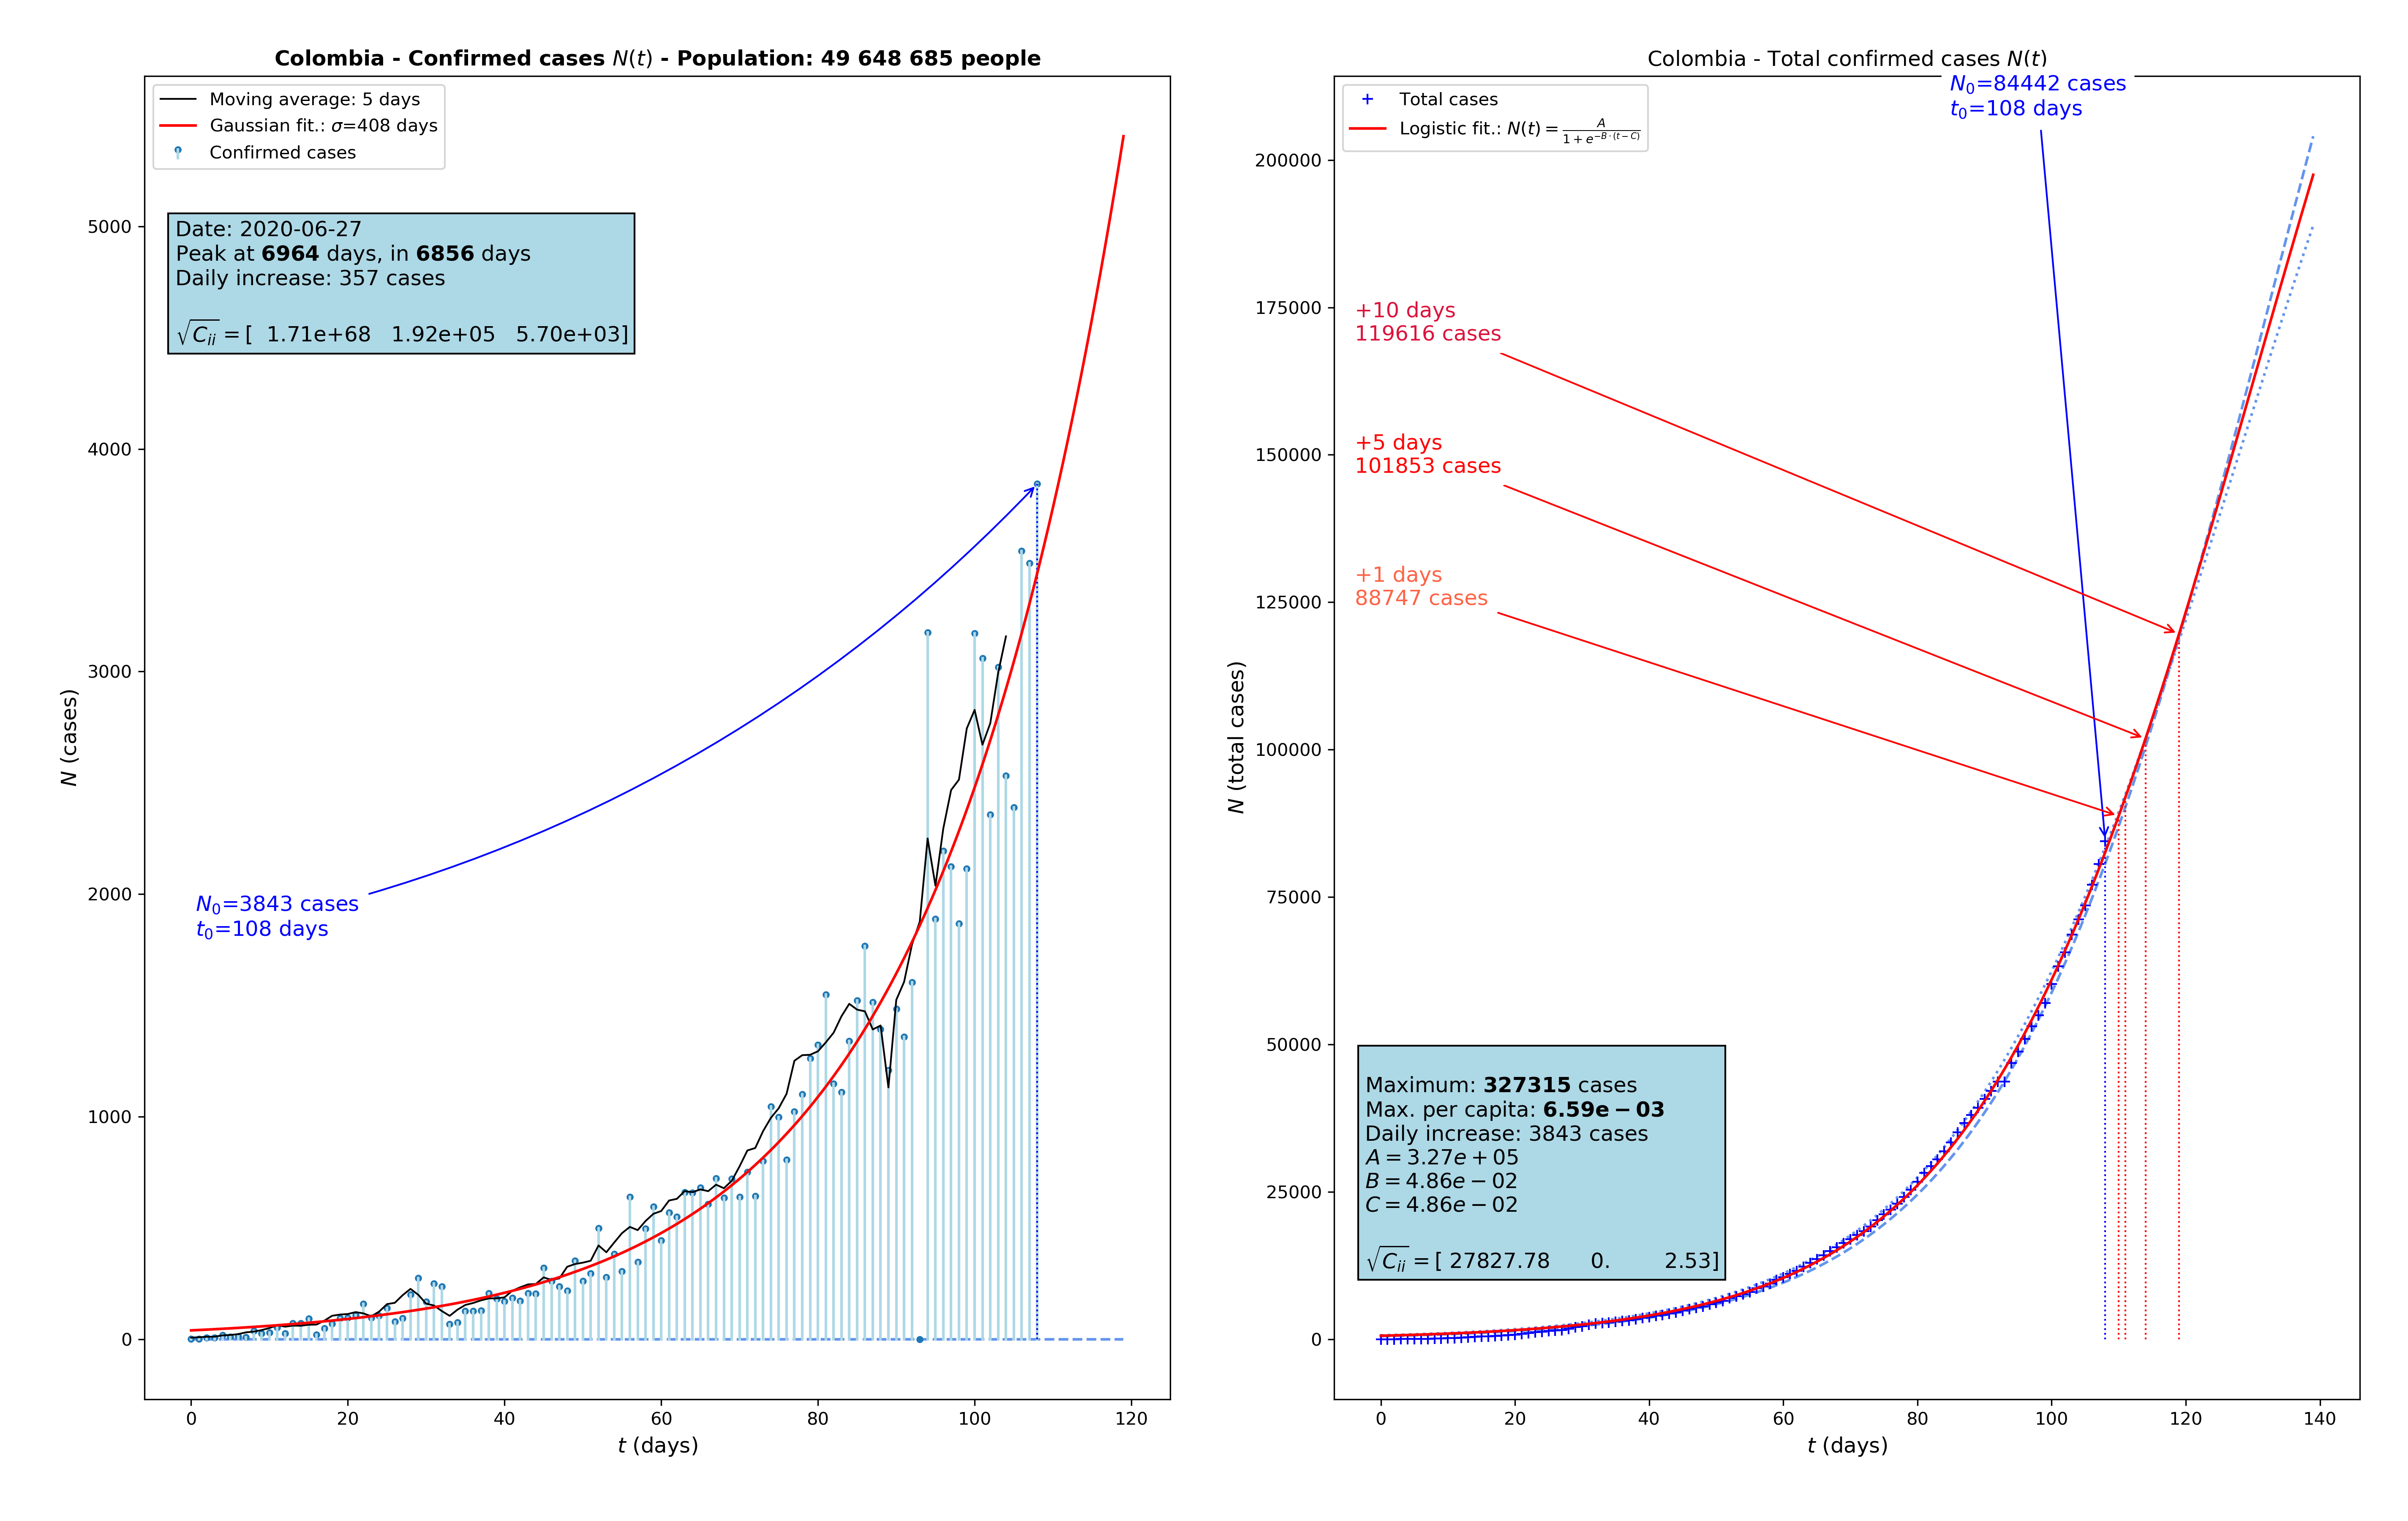 Colombia - Confirmed cases N(t) - Population: 49 648 685 people
Moving average: 5 days
Gaussian fit.: σ=408 days
Confirmed cases
Date: 2020-06-27
Peak at 6964 days, in 6856 days
Daily increase: 357 cases
√C_ii = [ 1.71e+68 1.92e+05 5.70e+03]
N_0=3843 cases
t_0=108 days
N (cases)
5000
4000
3000
2000
1000
0
0 20 40 60 80 100 120
t (days)
Colombia - Total confirmed cases N(t)
Total cases
Logistic fit.: N(t) = A / (1 + e^{-B·(t-C)})
N_0=84442 cases
t_0=108 days
+10 days
119616 cases
+5 days
101853 cases
+1 days
88747 cases
Maximum: 327315 cases
Max. per capita: 6.59e − 03
Daily increase: 3843 cases
A = 3.27e + 05
B = 4.86e − 02
C = 4.86e − 02
√C_ii = [ 27827.78 0. 2.53]
N (total cases)
200000
175000
150000
125000
100000
75000
50000
25000
0
0 20 40 60 80 100 120 140
t (days)